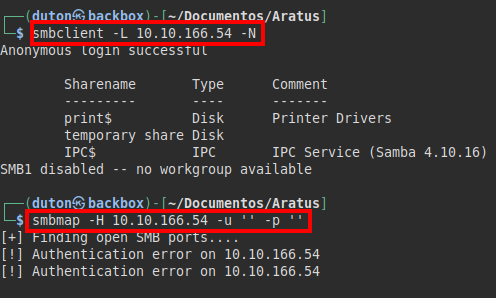 (duton㉿backbox)-[~/Documentos/Aratus]
$ smbclient -L 10.10.166.54 -N
Anonymous login successful
Sharename Type Comment
--------- ---- -------
print$ Disk Printer Drivers
temporary share Disk
IPC$ IPC IPC Service (Samba 4.10.16)
SMB1 disabled -- no workgroup available
(duton㉿backbox)-[~/Documentos/Aratus]
$ smbmap -H 10.10.166.54 -u '' -p ''
[+] Finding open SMB ports....
[!] Authentication error on 10.10.166.54
[!] Authentication error on 10.10.166.54